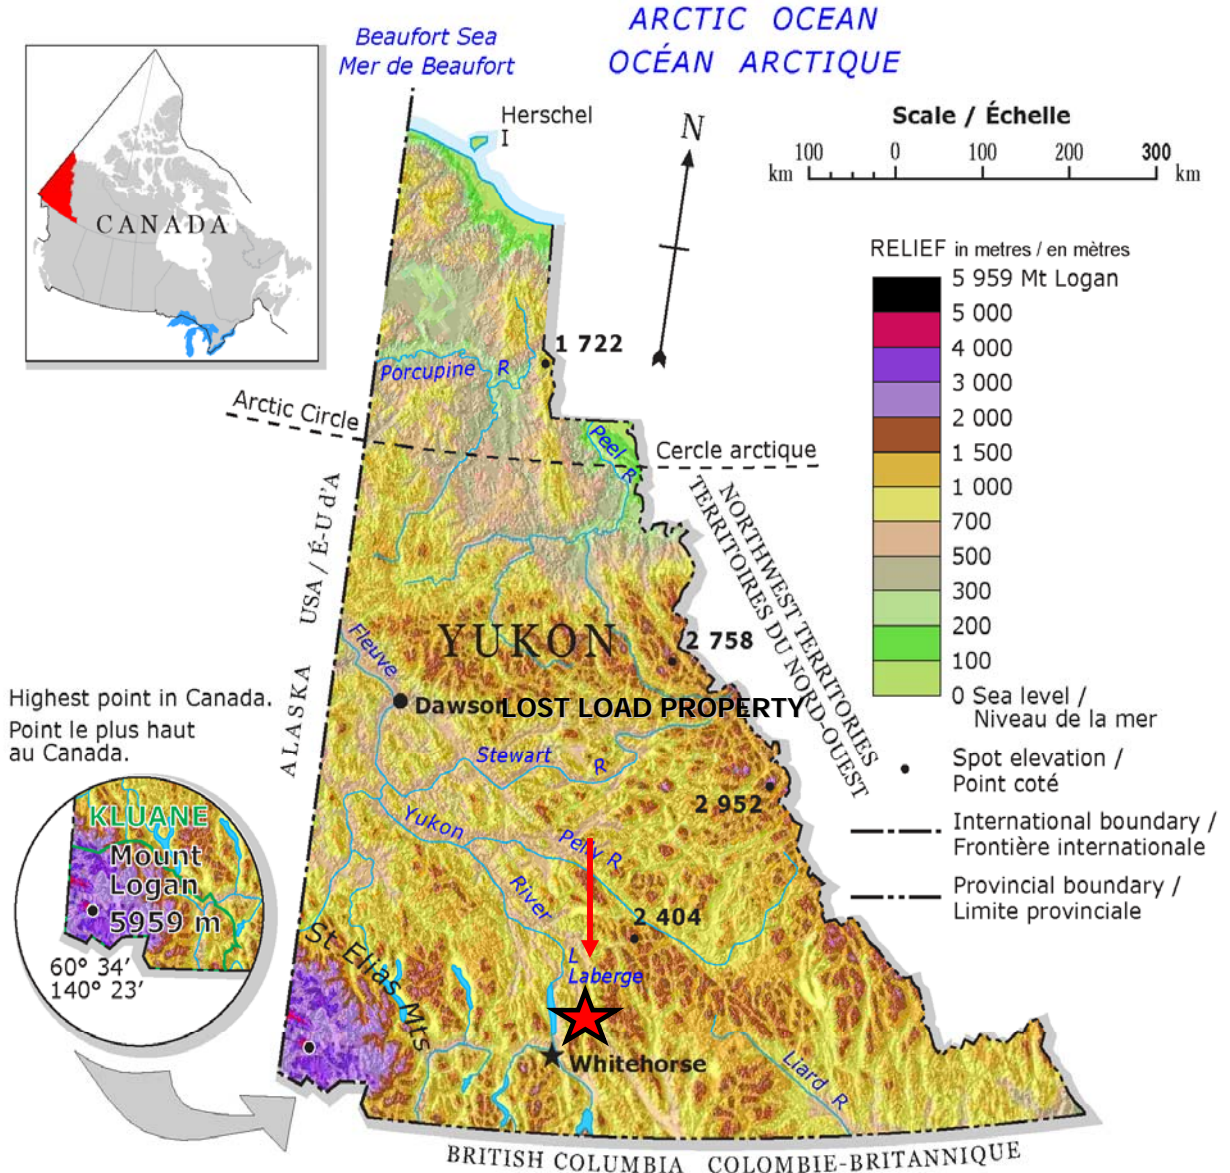 ARCTIC OCEAN
OCÉAN ARCTIQUE
Beaufort Sea
Mer de Beaufort
Herschel
I
N
Scale / Échelle
100 0 100 200 300
km km
CANADA
RELIEF in metres / en mètres
5 959 Mt Logan
5 000
4 000
3 000
2 000
1 500
1 000
700
500
300
200
100
0 Sea level /
Niveau de la mer
Spot elevation /
Point coté
International boundary /
Frontière internationale
Provincial boundary /
Limite provinciale
1 722
Porcupine R
Arctic Circle
Cercle arctique
Peel R
NORTHWEST TERRITORIES
TERRITOIRES DU NORD-OUEST
ALASKA USA / É-U d'A
YUKON
2 758
Fleuve
Dawson
LOST LOAD PROPERTY
Stewart R
2 952
Yukon River
Pelly R
2 404
L
Laberge
St Elias Mts
Whitehorse
Liard R
Highest point in Canada.
Point le plus haut
au Canada.
KLUANE
Mount
Logan
5959 m
60° 34′
140° 23′
BRITISH COLUMBIA COLOMBIE-BRITANNIQUE